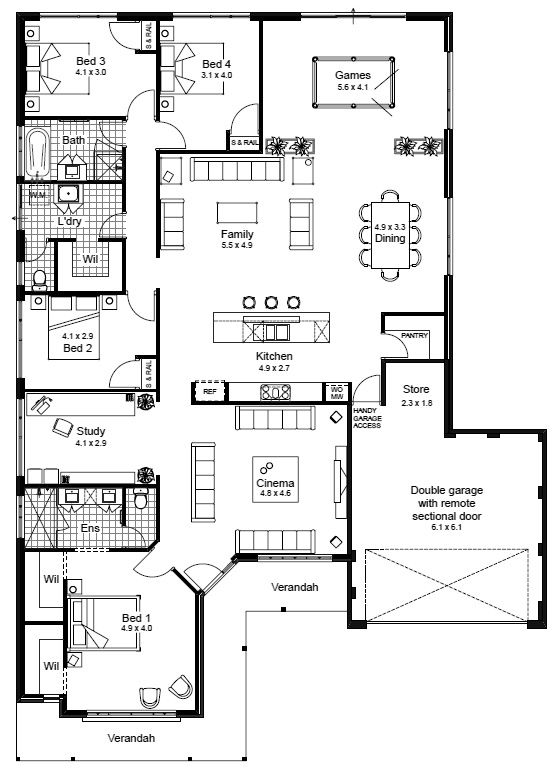 Bed 3
4.1 x 3.0
S & RAIL
Bed 4
3.1 x 4.0
S & RAIL
Games
5.6 x 4.1
Bath
W.M
L'dry
Wil
Family
5.5 x 4.9
4.9 x 3.3
Dining
4.1 x 2.9
Bed 2
S & RAIL
Kitchen
4.9 x 2.7
PANTRY
REF
WO
MW
Store
2.3 x 1.8
HANDY
GARAGE
ACCESS
Study
4.1 x 2.9
Cinema
4.8 x 4.6
Double garage
with remote
sectional door
6.1 x 6.1
Ens
Wil
Verandah
Bed 1
4.9 x 4.0
Wil
Verandah